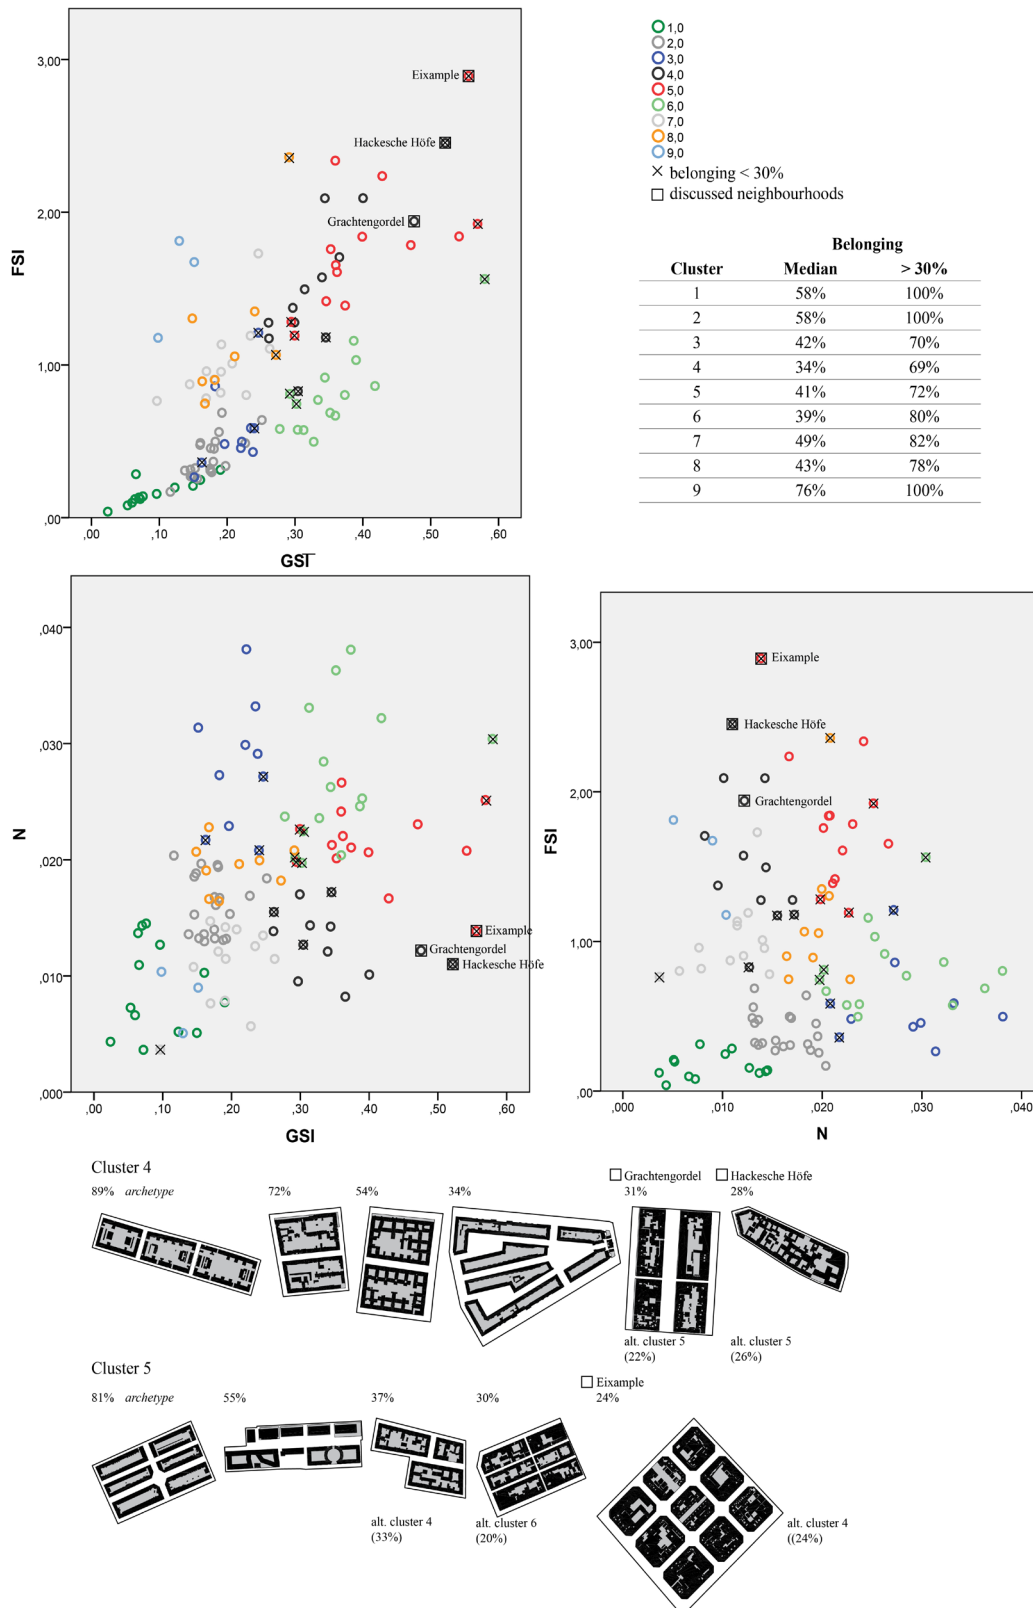 3,00
2,00
1,00
,00
FSI
,00 ,10 ,20 ,30 ,40 ,50 ,60
GSI
Eixample
Hackesche Höfe
Grachtengordel
1,0
2,0
3,0
4,0
5,0
6,0
7,0
8,0
9,0
belonging < 30%
discussed neighbourhoods
Belonging
Cluster Median > 30%
1 58% 100%
2 58% 100%
3 42% 70%
4 34% 69%
5 41% 72%
6 39% 80%
7 49% 82%
8 43% 78%
9 76% 100%
,040
,030
,020
,010
,000
N
,00 ,10 ,20 ,30 ,40 ,50 ,60
GSI
Eixample
Grachtengordel
Hackesche Höfe
3,00
2,00
1,00
,00
FSI
,000 ,010 ,020 ,030 ,040
N
Eixample
Hackesche Höfe
Grachtengordel
Cluster 4
Grachtengordel Hackesche Höfe
89% archetype 72% 54% 34% 31% 28%
alt. cluster 5
(22%)
alt. cluster 5
(26%)
Cluster 5
Eixample
81% archetype 55% 37% 30% 24%
alt. cluster 4
(33%)
alt. cluster 6
(20%)
alt. cluster 4
((24%)